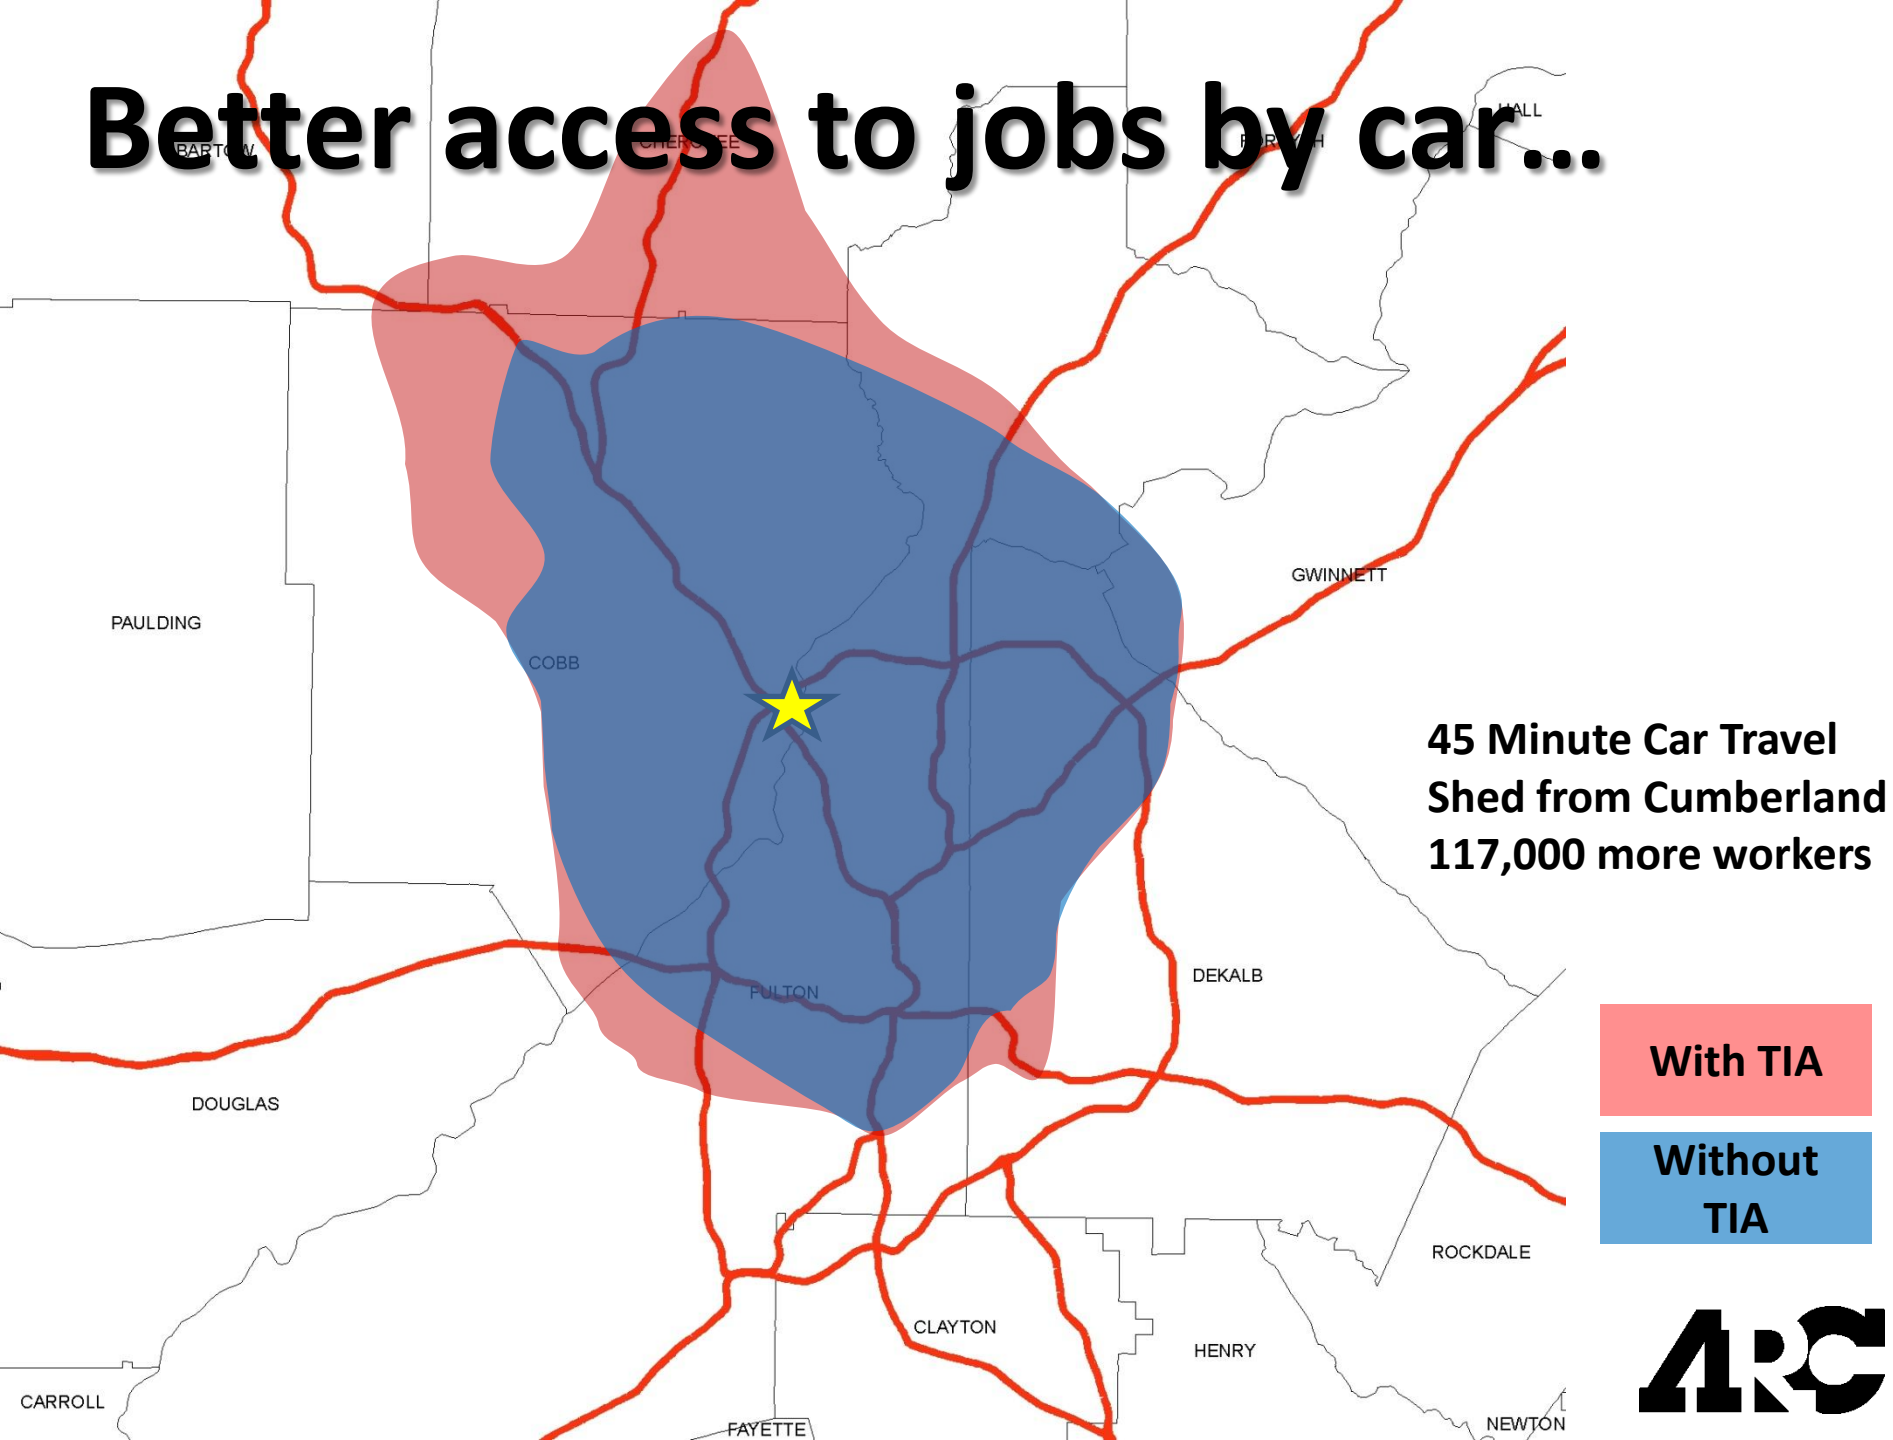 Better access to jobs by car...
HALL
BARTOW
CHEROKEE
FORSYTH
GWINNETT
PAULDING
COBB
45 Minute Car Travel
Shed from Cumberland
117,000 more workers
DEKALB
FULTON
With TIA
DOUGLAS
Without
TIA
ROCKDALE
CLAYTON
HENRY
ARC
CARROLL
FAYETTE
NEWTON